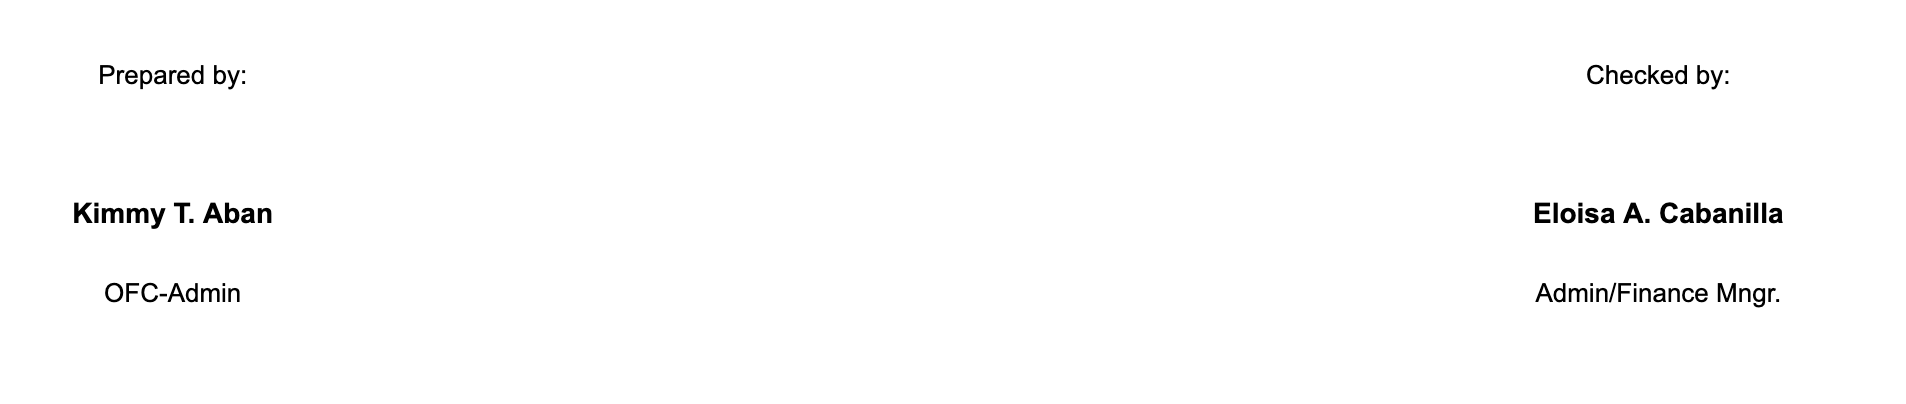 Prepared by:
Checked by:
Kimmy T. Aban
Eloisa A. Cabanilla
OFC-Admin
Admin/Finance Mngr.